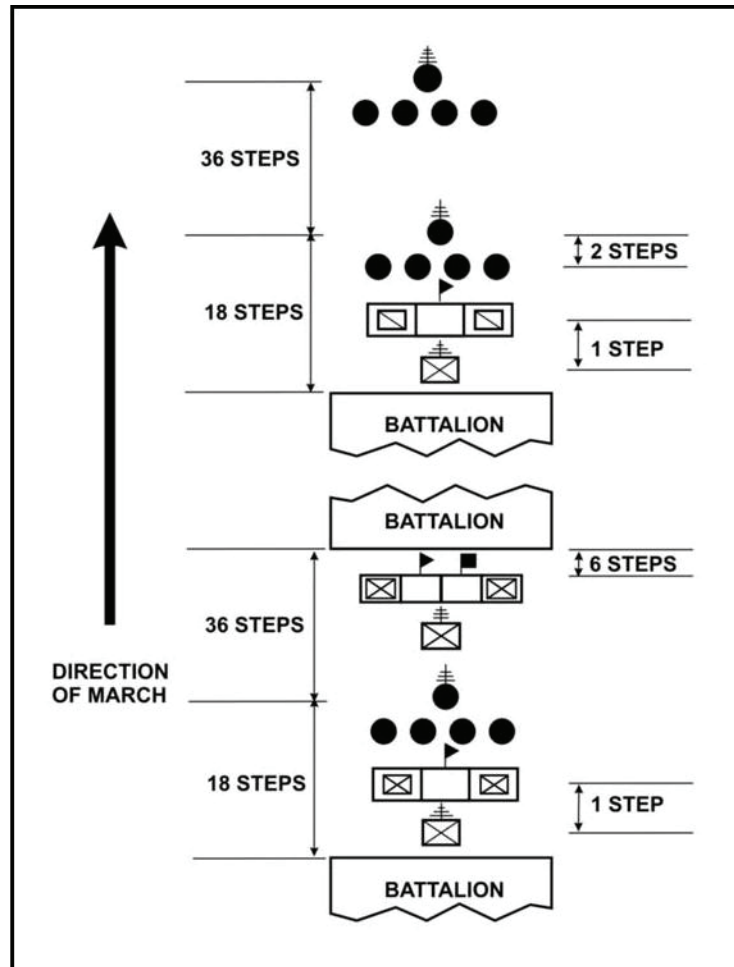 36 STEPS
2 STEPS
18 STEPS
1 STEP
BATTALION
BATTALION
6 STEPS
36 STEPS
DIRECTION
OF MARCH
18 STEPS
1 STEP
BATTALION